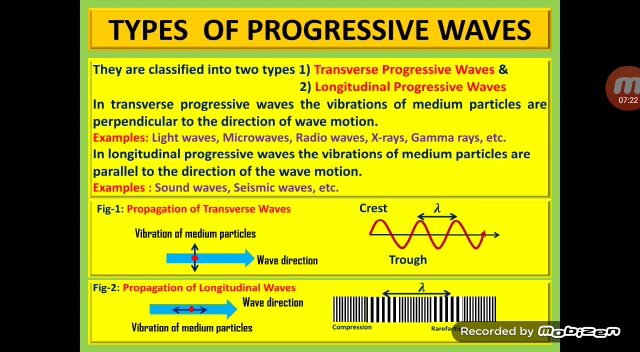 TYPES OF PROGRESSIVE WAVES
They are classified into two types 1) Transverse Progressive Waves &
2) Longitudinal Progressive Waves
In transverse progressive waves the vibrations of medium particles are
perpendicular to the direction of wave motion.
Examples: Light waves, Microwaves, Radio waves, X-rays, Gamma rays, etc.
In longitudinal progressive waves the vibrations of medium particles are
parallel to the direction of the wave motion.
Examples : Sound waves, Seismic waves, etc.
Fig-1: Propagation of Transverse Waves
Vibration of medium particles
Wave direction
Crest
λ
Trough
Fig-2: Propagation of Longitudinal Waves
Wave direction
Vibration of medium particles
λ
Compression
07:22
Recorded by MOBIZEN